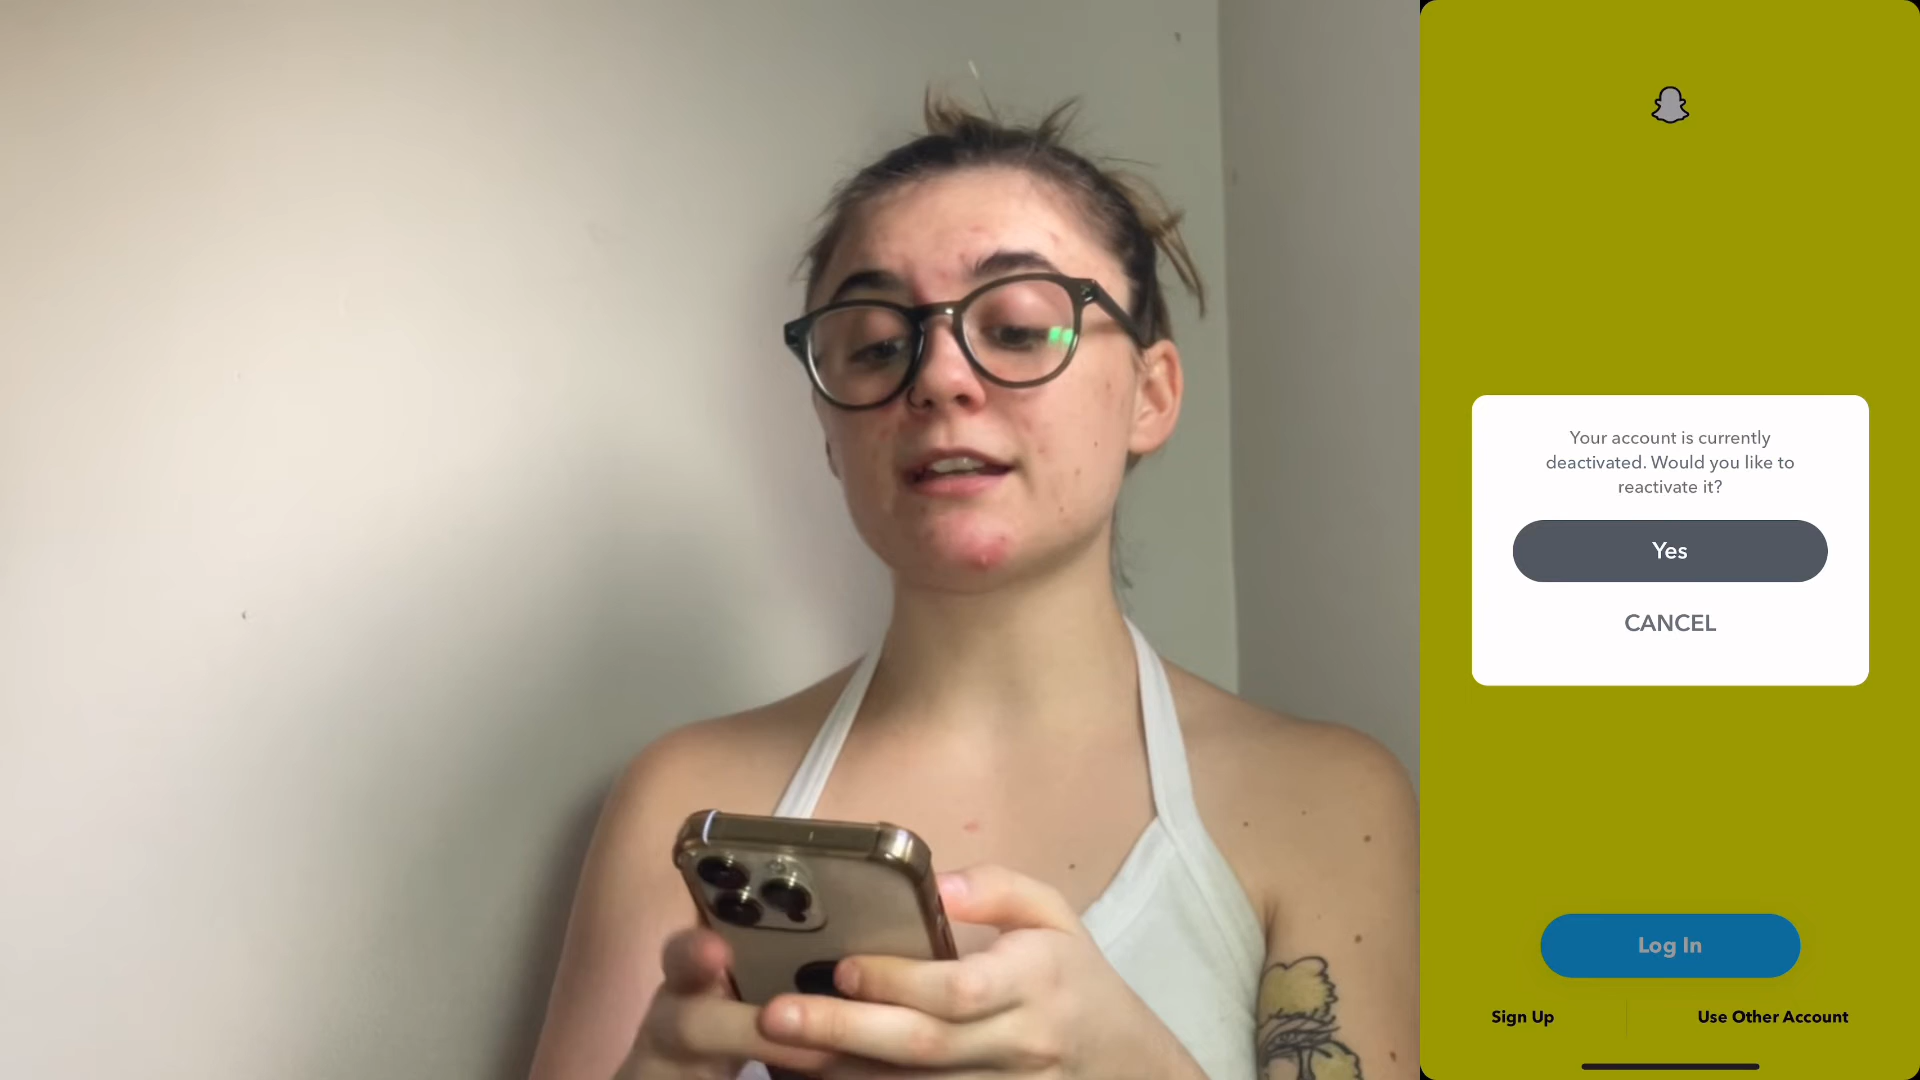 Your account is currently
deactivated. Would you like to
reactivate it?
Yes
CANCEL
Log In
Sign Up
Use Other Account